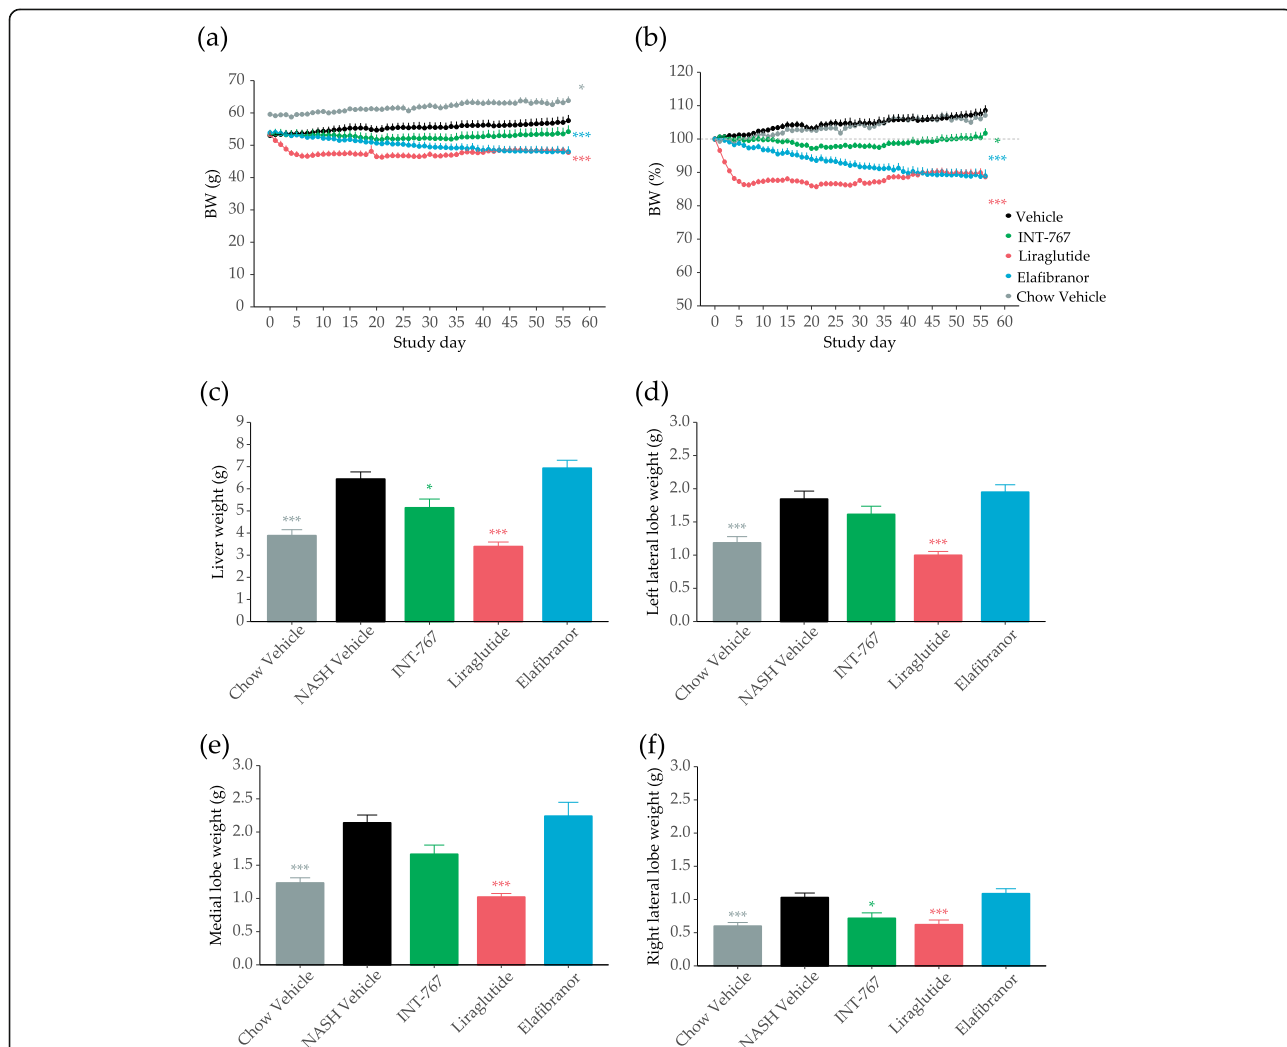 (a)
70
60
50
40
30
20
10
0
BW (g)
0 5 10 15 20 25 30 35 40 45 50 55 60
Study day
*
***
***
(b)
120
110
100
90
80
70
60
50
BW (%)
0 5 10 15 20 25 30 35 40 45 50 55 60
Study day
*
***
***
Vehicle
INT-767
Liraglutide
Elafibranor
Chow Vehicle
(c)
9
8
7
6
5
4
3
2
1
0
Liver weight (g)
***
*
***
Chow Vehicle
NASH Vehicle
INT-767
Liraglutide
Elafibranor
(d)
3.0
2.5
2.0
1.5
1.0
0.5
0.0
Left lateral lobe weight (g)
***
***
Chow Vehicle
NASH Vehicle
INT-767
Liraglutide
Elafibranor
(e)
3.0
2.5
2.0
1.5
1.0
0.5
0.0
Medial lobe weight (g)
***
***
Chow Vehicle
NASH Vehicle
INT-767
Liraglutide
Elafibranor
(f)
3.0
2.5
2.0
1.5
1.0
0.5
0.0
Right lateral lobe weight (g)
***
*
***
Chow Vehicle
NASH Vehicle
INT-767
Liraglutide
Elafibranor